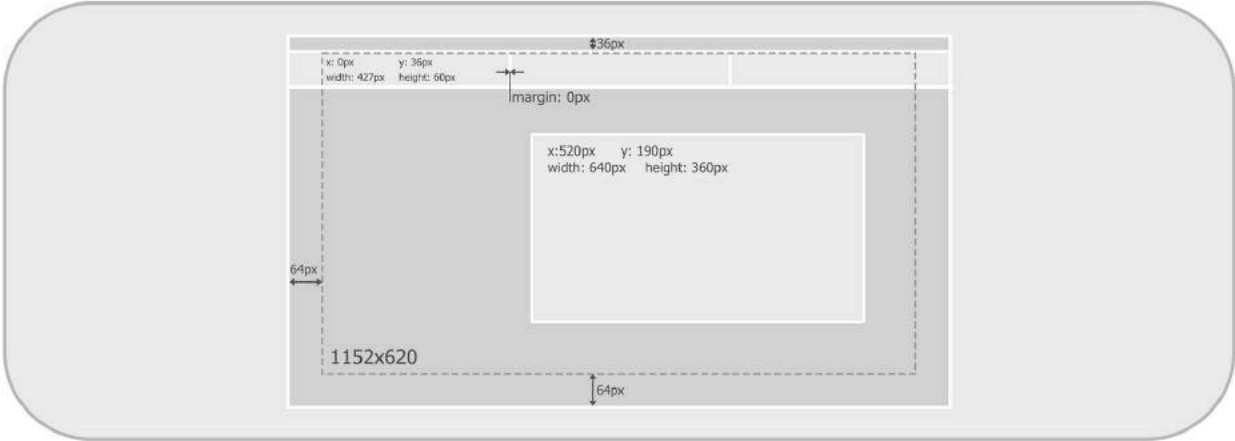 36px
x: 0px y: 36px
width: 427px height: 60px
margin: 0px
x:520px y: 190px
width: 640px height: 360px
64px
1152x620
64px